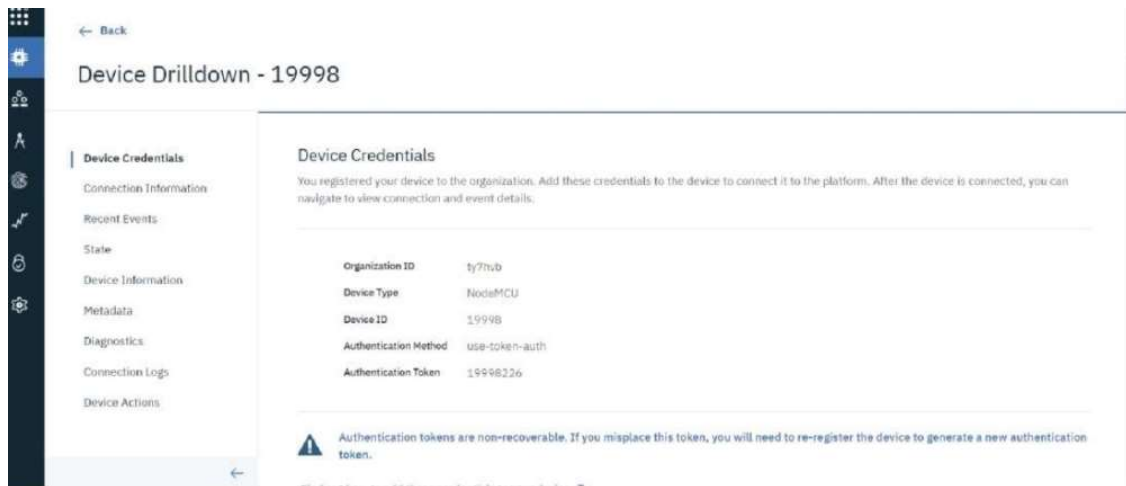 ← Back
Device Drilldown - 19998
Device Credentials
Connection Information
Recent Events
State
Device Information
Metadata
Diagnostics
Connection Logs
Device Actions
Device Credentials
You registered your device to the organization. Add these credentials to the device to connect it to the platform. After the device is connected, you can
navigate to view connection and event details.
Organization ID ty7hvb
Device Type NodeMCU
Device ID 19998
Authentication Method use-token-auth
Authentication Token 19998226
Authentication tokens are non-recoverable. If you misplace this token, you will need to re-register the device to generate a new authentication
token.